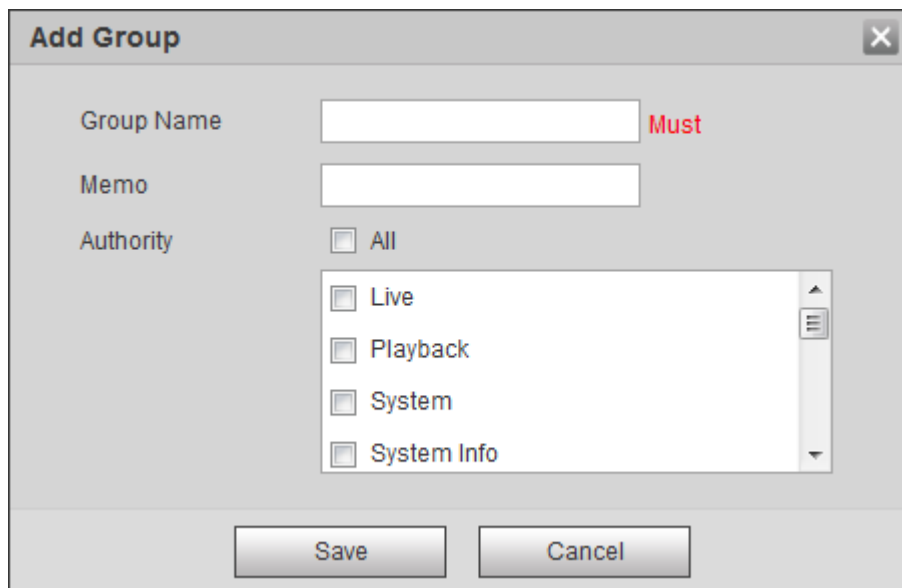 Add Group
Group Name Must
Memo
Authority All
Live
Playback
System
System Info
Save Cancel